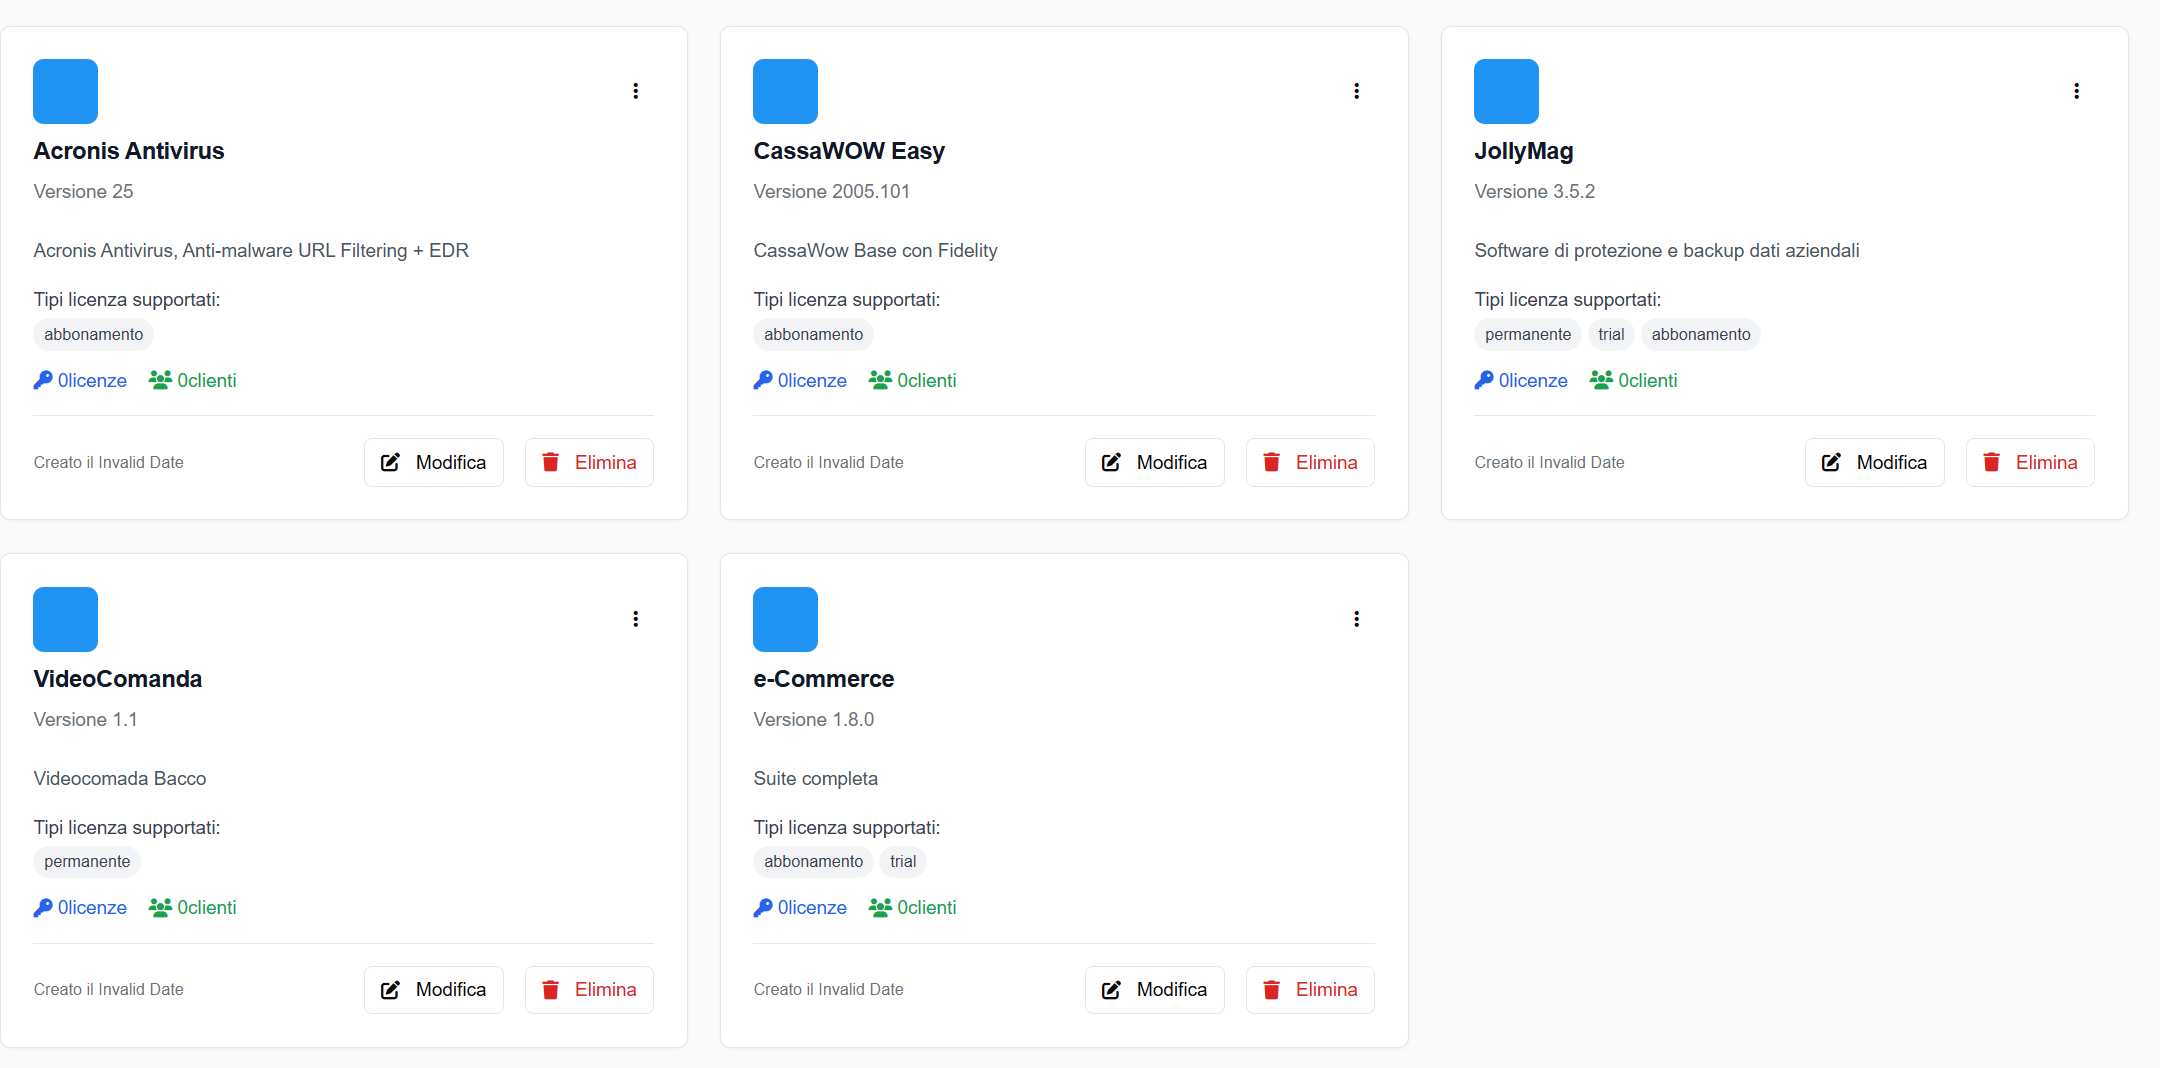 Acronis Antivirus
Versione 25
Acronis Antivirus, Anti-malware URL Filtering + EDR
Tipi licenza supportati:
abbonamento
0licenze 0clienti
Creato il Invalid Date Modifica Elimina
CassaWOW Easy
Versione 2005.101
CassaWow Base con Fidelity
Tipi licenza supportati:
abbonamento
0licenze 0clienti
Creato il Invalid Date Modifica Elimina
JollyMag
Versione 3.5.2
Software di protezione e backup dati aziendali
Tipi licenza supportati:
permanente trial abbonamento
0licenze 0clienti
Creato il Invalid Date Modifica Elimina
VideoComanda
Versione 1.1
Videocomada Bacco
Tipi licenza supportati:
permanente
0licenze 0clienti
Creato il Invalid Date Modifica Elimina
e-Commerce
Versione 1.8.0
Suite completa
Tipi licenza supportati:
abbonamento trial
0licenze 0clienti
Creato il Invalid Date Modifica Elimina